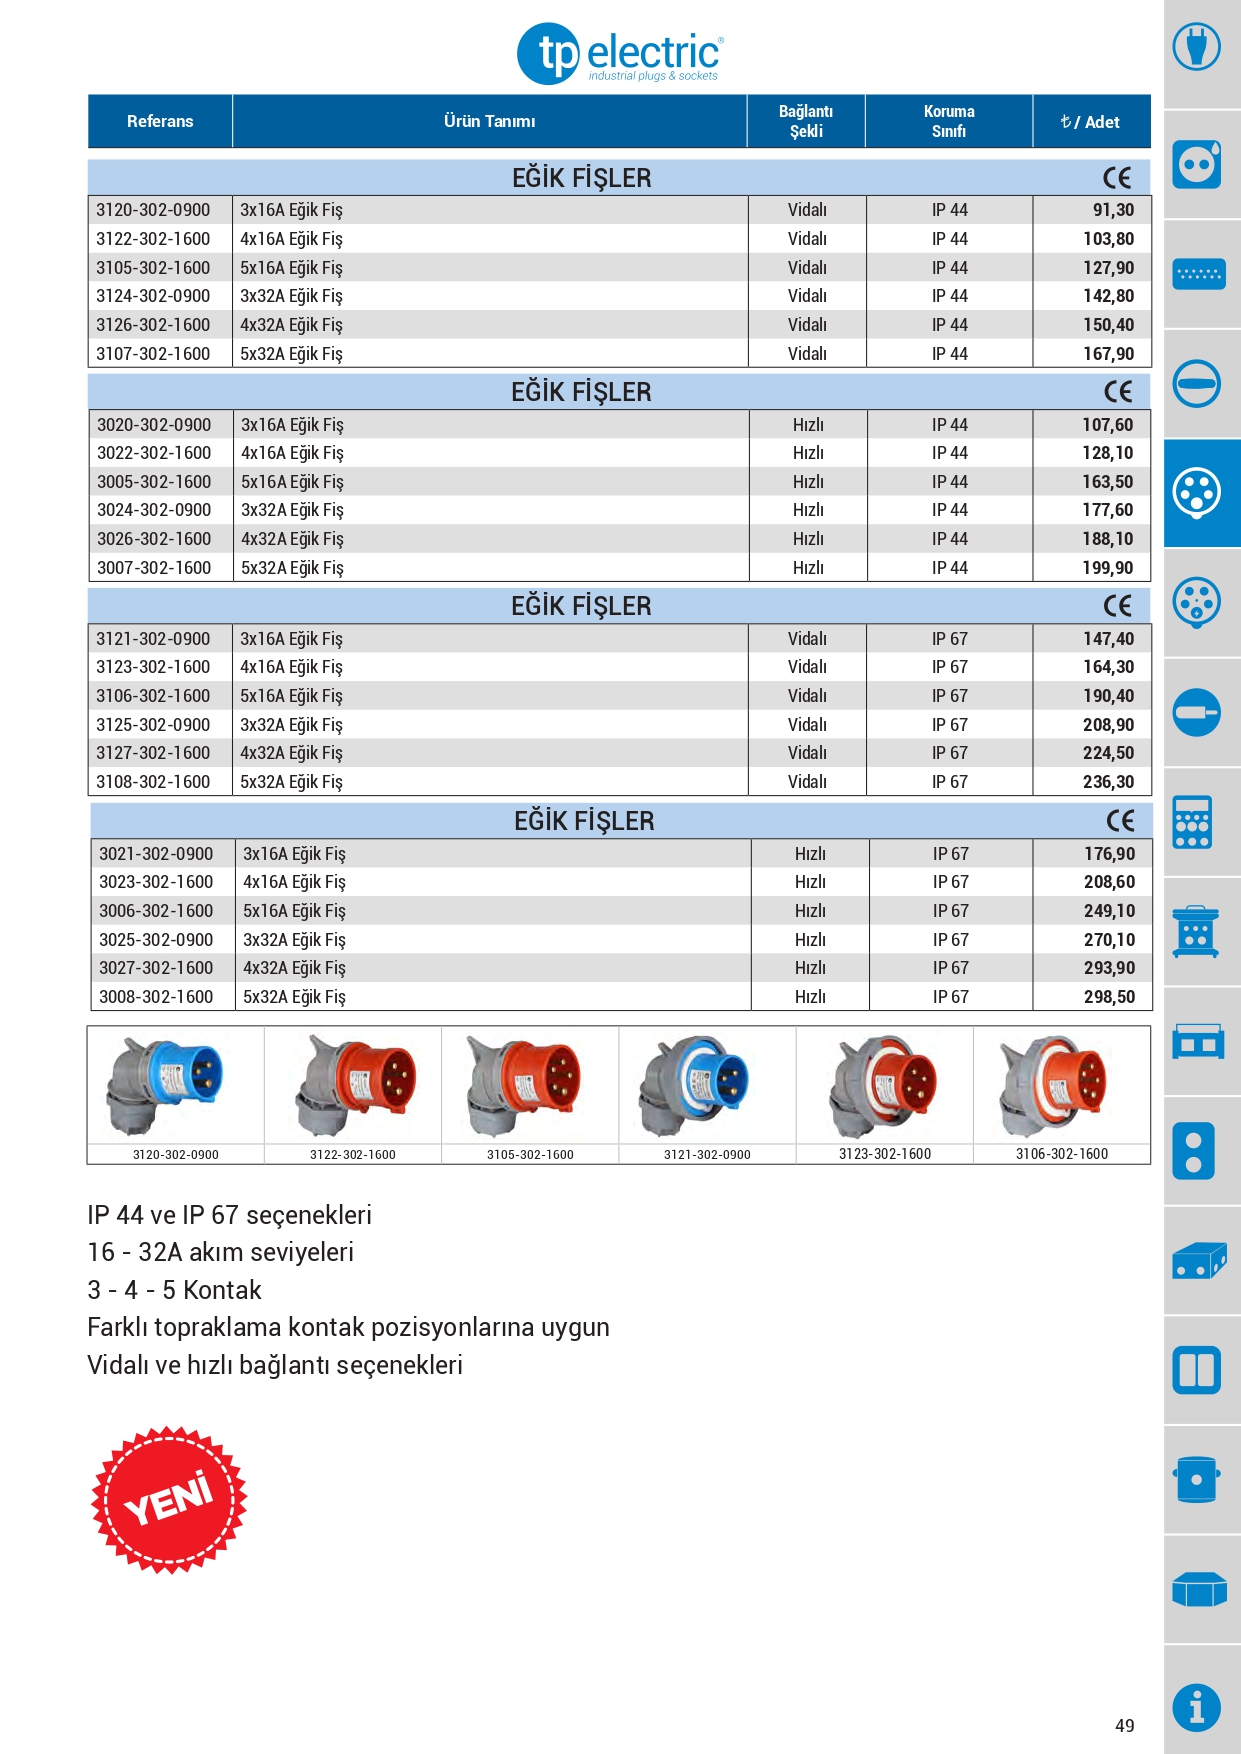 tp electric®
industrial plugs & sockets
Referans Ürün Tanımı Bağlantı Şekli Koruma Sınıfı ₺ / Adet
EĞİK FİŞLER CE
3120-302-0900 3x16A Eğik Fiş Vidalı IP 44 91,30
3122-302-1600 4x16A Eğik Fiş Vidalı IP 44 103,80
3105-302-1600 5x16A Eğik Fiş Vidalı IP 44 127,90
3124-302-0900 3x32A Eğik Fiş Vidalı IP 44 142,80
3126-302-1600 4x32A Eğik Fiş Vidalı IP 44 150,40
3107-302-1600 5x32A Eğik Fiş Vidalı IP 44 167,90
EĞİK FİŞLER CE
3020-302-0900 3x16A Eğik Fiş Hızlı IP 44 107,60
3022-302-1600 4x16A Eğik Fiş Hızlı IP 44 128,10
3005-302-1600 5x16A Eğik Fiş Hızlı IP 44 163,50
3024-302-0900 3x32A Eğik Fiş Hızlı IP 44 177,60
3026-302-1600 4x32A Eğik Fiş Hızlı IP 44 188,10
3007-302-1600 5x32A Eğik Fiş Hızlı IP 44 199,90
EĞİK FİŞLER CE
3121-302-0900 3x16A Eğik Fiş Vidalı IP 67 147,40
3123-302-1600 4x16A Eğik Fiş Vidalı IP 67 164,30
3106-302-1600 5x16A Eğik Fiş Vidalı IP 67 190,40
3125-302-0900 3x32A Eğik Fiş Vidalı IP 67 208,90
3127-302-1600 4x32A Eğik Fiş Vidalı IP 67 224,50
3108-302-1600 5x32A Eğik Fiş Vidalı IP 67 236,30
EĞİK FİŞLER CE
3021-302-0900 3x16A Eğik Fiş Hızlı IP 67 176,90
3023-302-1600 4x16A Eğik Fiş Hızlı IP 67 208,60
3006-302-1600 5x16A Eğik Fiş Hızlı IP 67 249,10
3025-302-0900 3x32A Eğik Fiş Hızlı IP 67 270,10
3027-302-1600 4x32A Eğik Fiş Hızlı IP 67 293,90
3008-302-1600 5x32A Eğik Fiş Hızlı IP 67 298,50
3120-302-0900 3122-302-1600 3105-302-1600 3121-302-0900 3123-302-1600 3106-302-1600
IP 44 ve IP 67 seçenekleri
16 - 32A akım seviyeleri
3 - 4 - 5 Kontak
Farklı topraklama kontak pozisyonlarına uygun
Vidalı ve hızlı bağlantı seçenekleri
YENİ
49